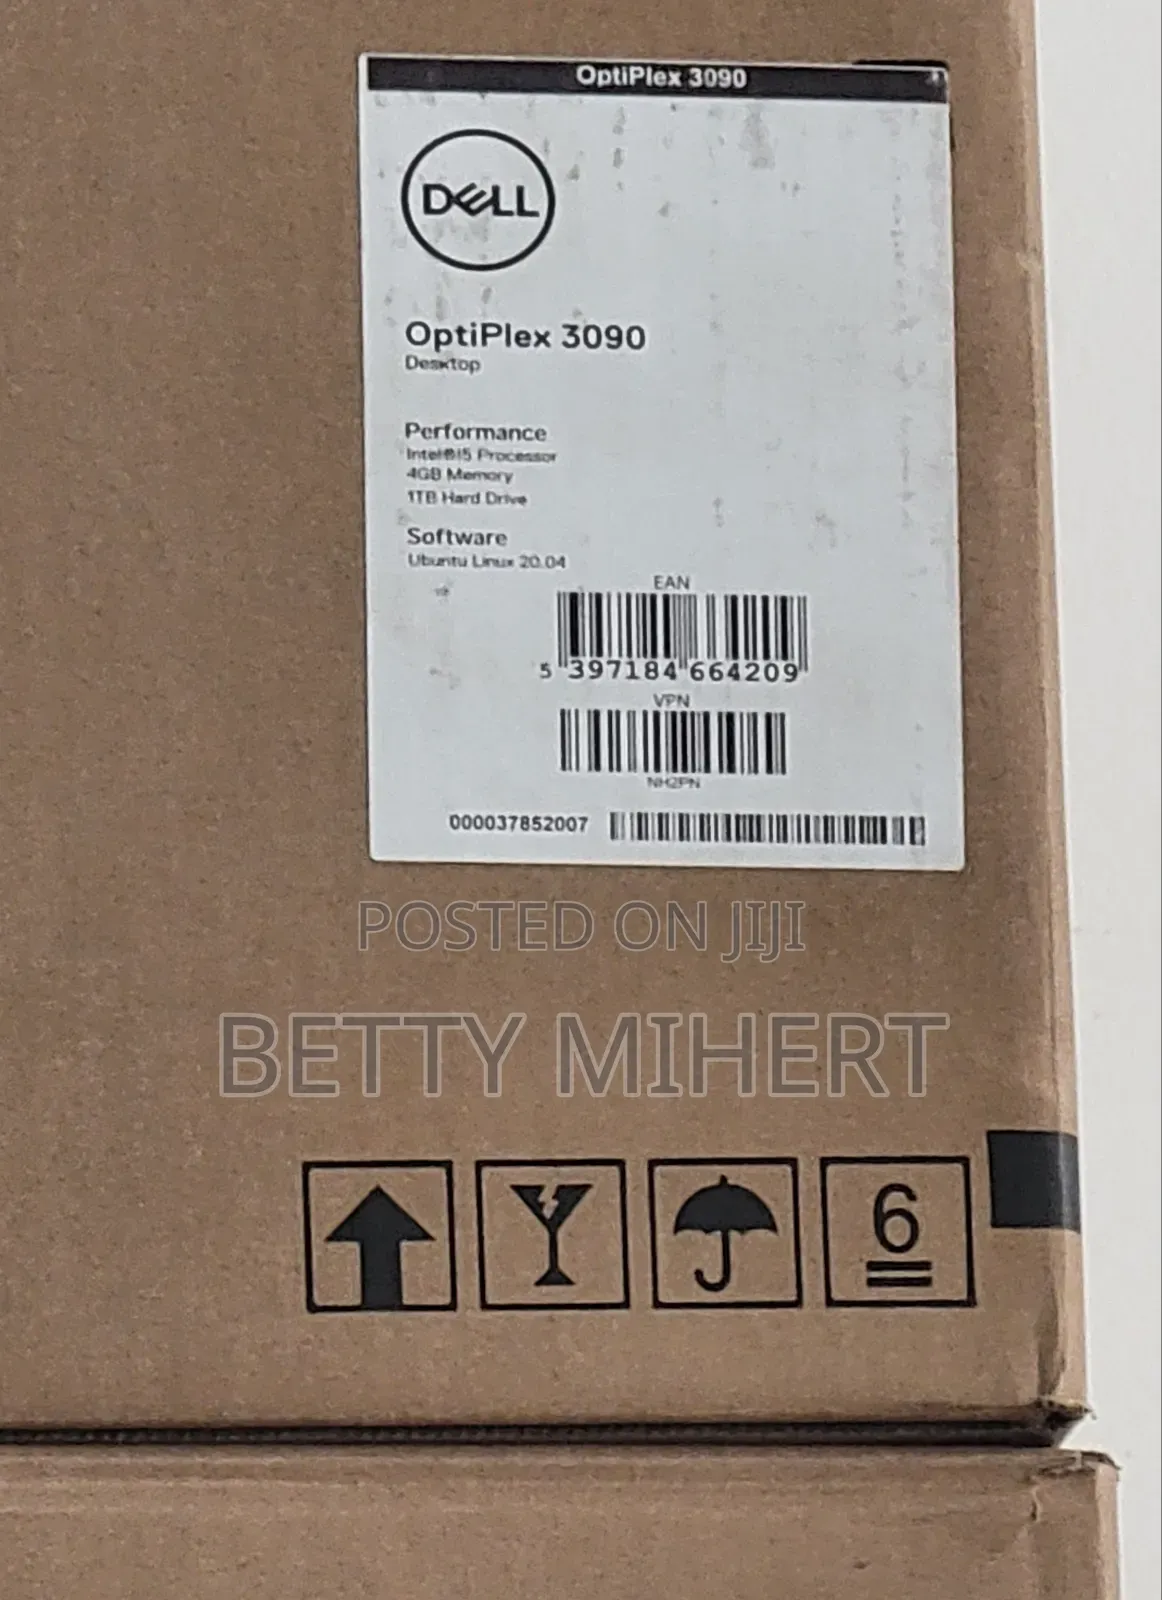 OptiPlex 3090
DELL
OptiPlex 3090
Desktop
Performance
Intel®I5 Processor
4GB Memory
1TB Hard Drive
Software
Ubuntu Linux 20.04
EAN
5 397184 664209
VPN
NH2PN
000037852007
POSTED ON JIJI
BETTY MIHERT
6